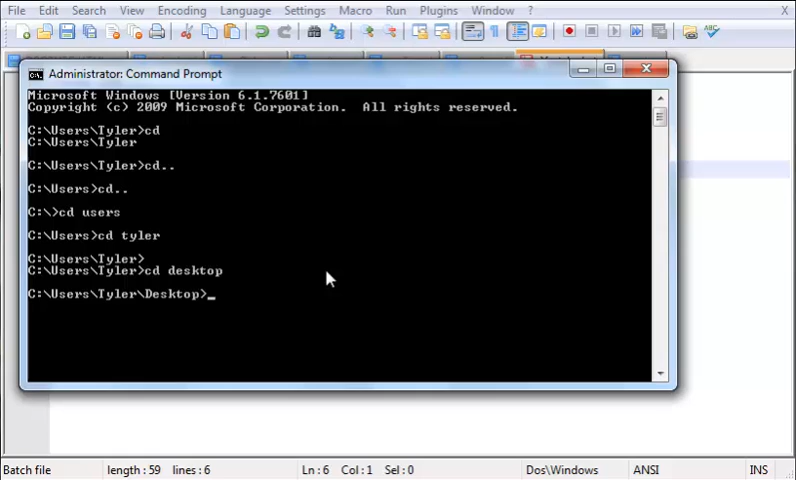 File Edit Search View Encoding Language Settings Macro Run Plugins Window ? X
ABC
Administrator: Command Prompt
C:\.
Microsoft Windows [Version 6.1.7601]
Copyright (c) 2009 Microsoft Corporation.  All rights reserved.
C:\Users\Tyler>cd
C:\Users\Tyler
C:\Users\Tyler>cd..
C:\Users>cd..
C:\>cd users
C:\Users>cd tyler
C:\Users\Tyler>
C:\Users\Tyler>cd desktop
C:\Users\Tyler\Desktop>_
Batch file length : 59 lines : 6 Ln : 6 Col : 1 Sel : 0 Dos\Windows ANSI INS